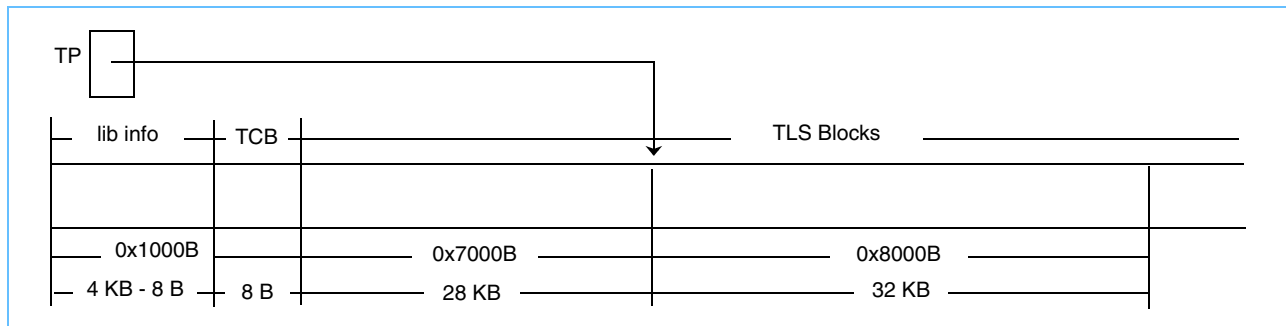 TP
lib info TCB TLS Blocks
0x1000B 0x7000B 0x8000B
4 KB - 8 B 8 B 28 KB 32 KB